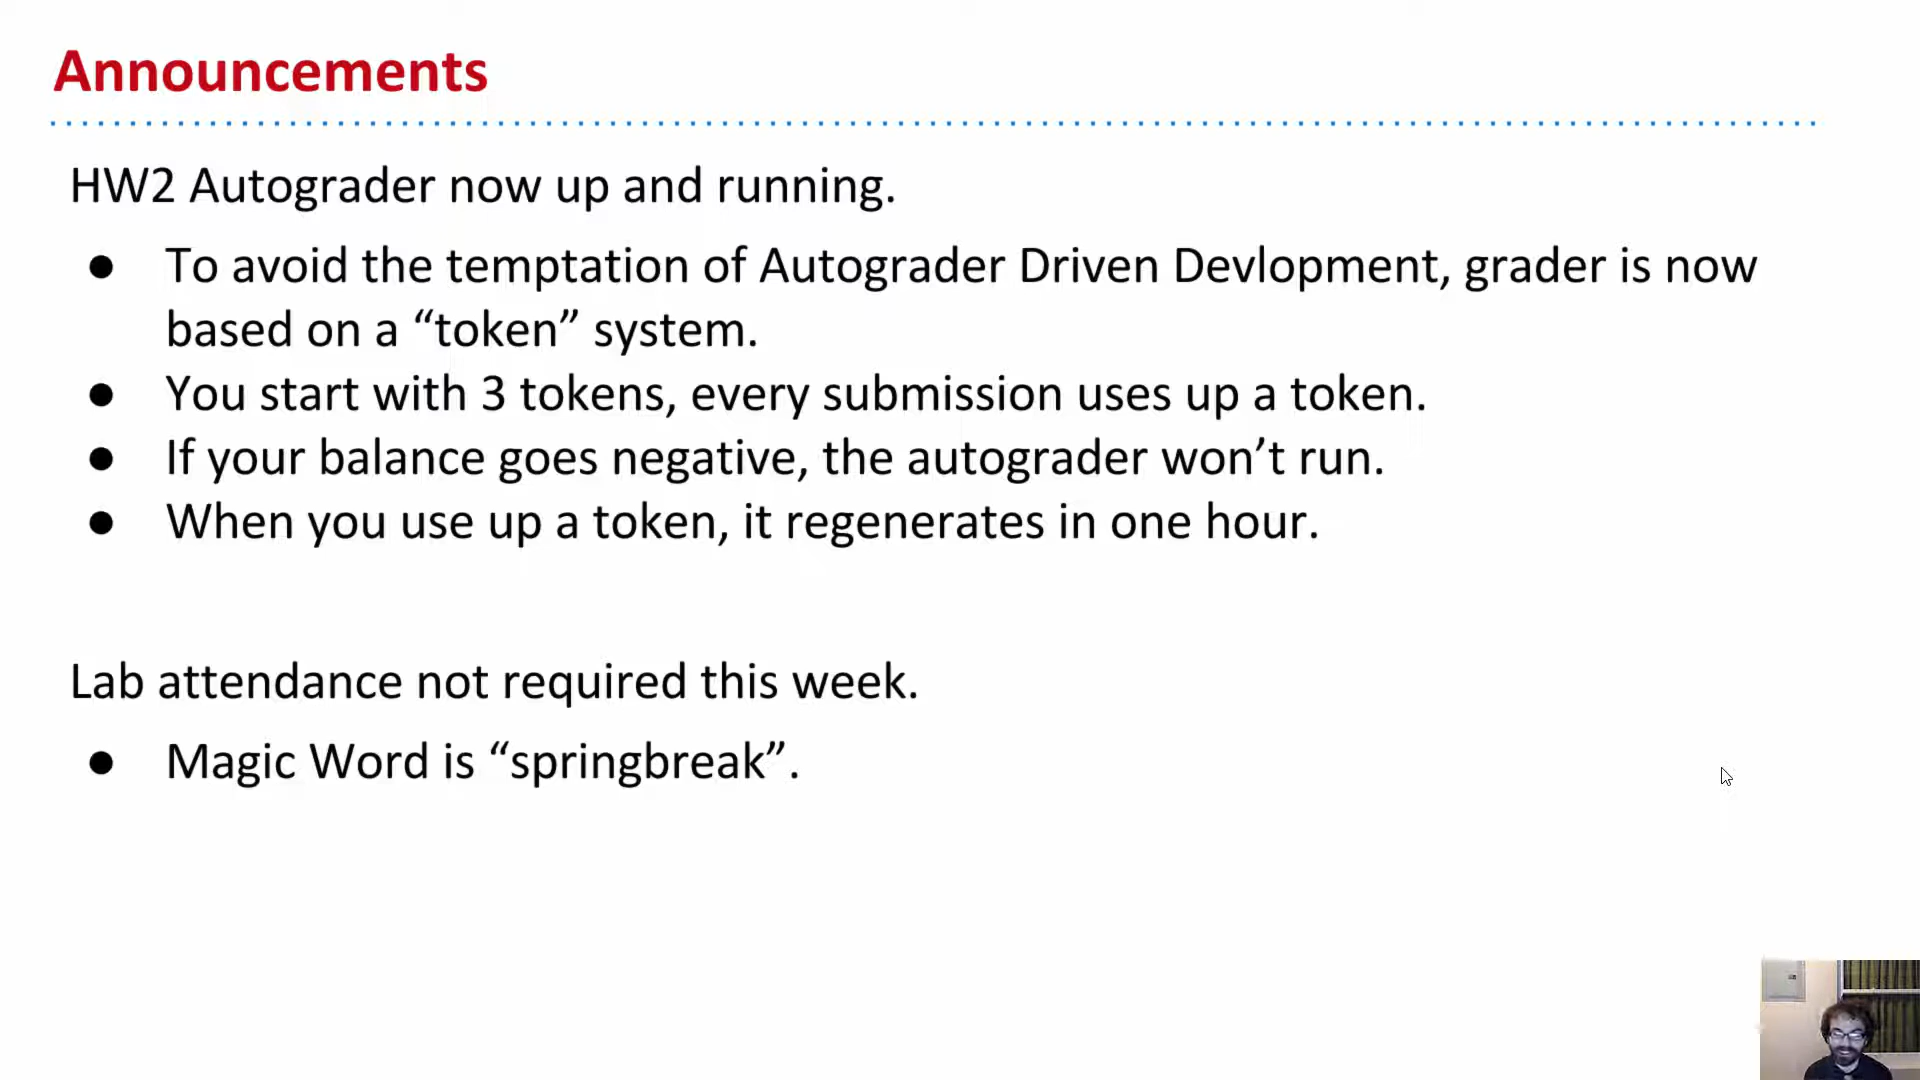 Announcements
HW2 Autograder now up and running.
● To avoid the temptation of Autograder Driven Devlopment, grader is now
based on a “token” system.
● You start with 3 tokens, every submission uses up a token.
● If your balance goes negative, the autograder won’t run.
● When you use up a token, it regenerates in one hour.
Lab attendance not required this week.
● Magic Word is “springbreak”.